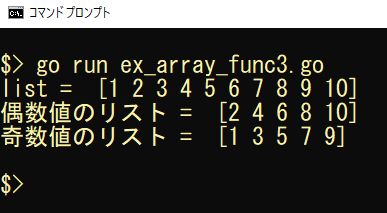 コマンドプロンプト
$> go run ex_array_func3.go
list =  [1 2 3 4 5 6 7 8 9 10]
偶数値のリスト =  [2 4 6 8 10]
奇数値のリスト =  [1 3 5 7 9]
$>